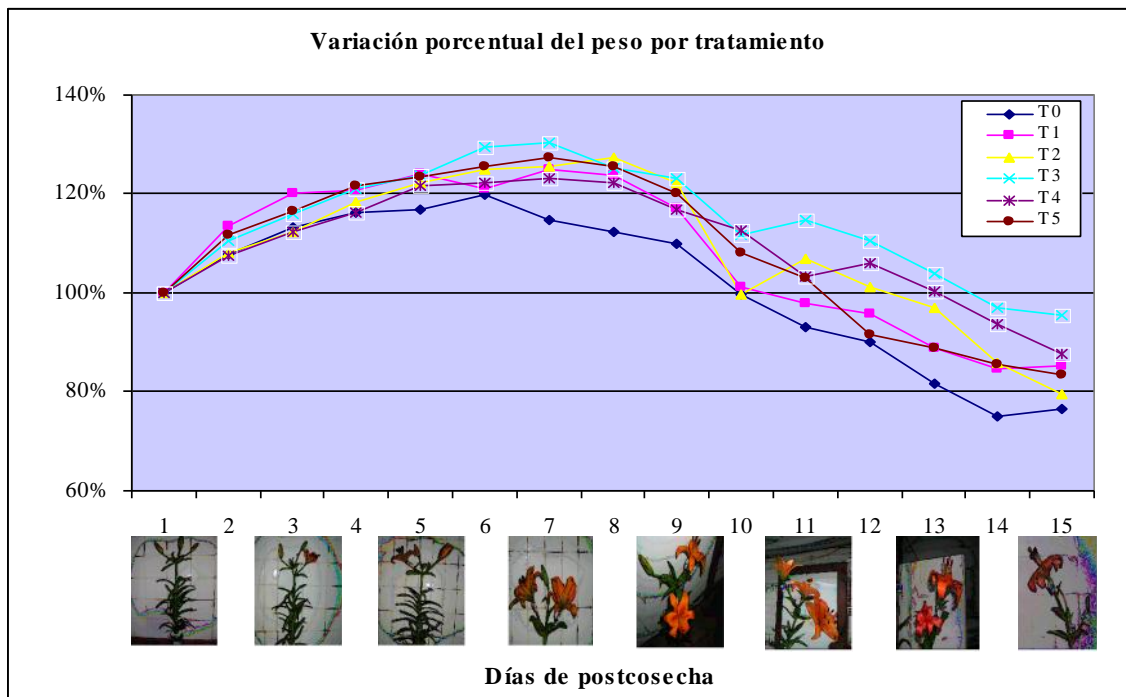 Variación porcentual del peso por tratamiento
140%
120%
100%
80%
60%
T0
T1
T2
T3
T4
T5
1 2 3 4 5 6 7 8 9 10 11 12 13 14 15
Días de postcosecha